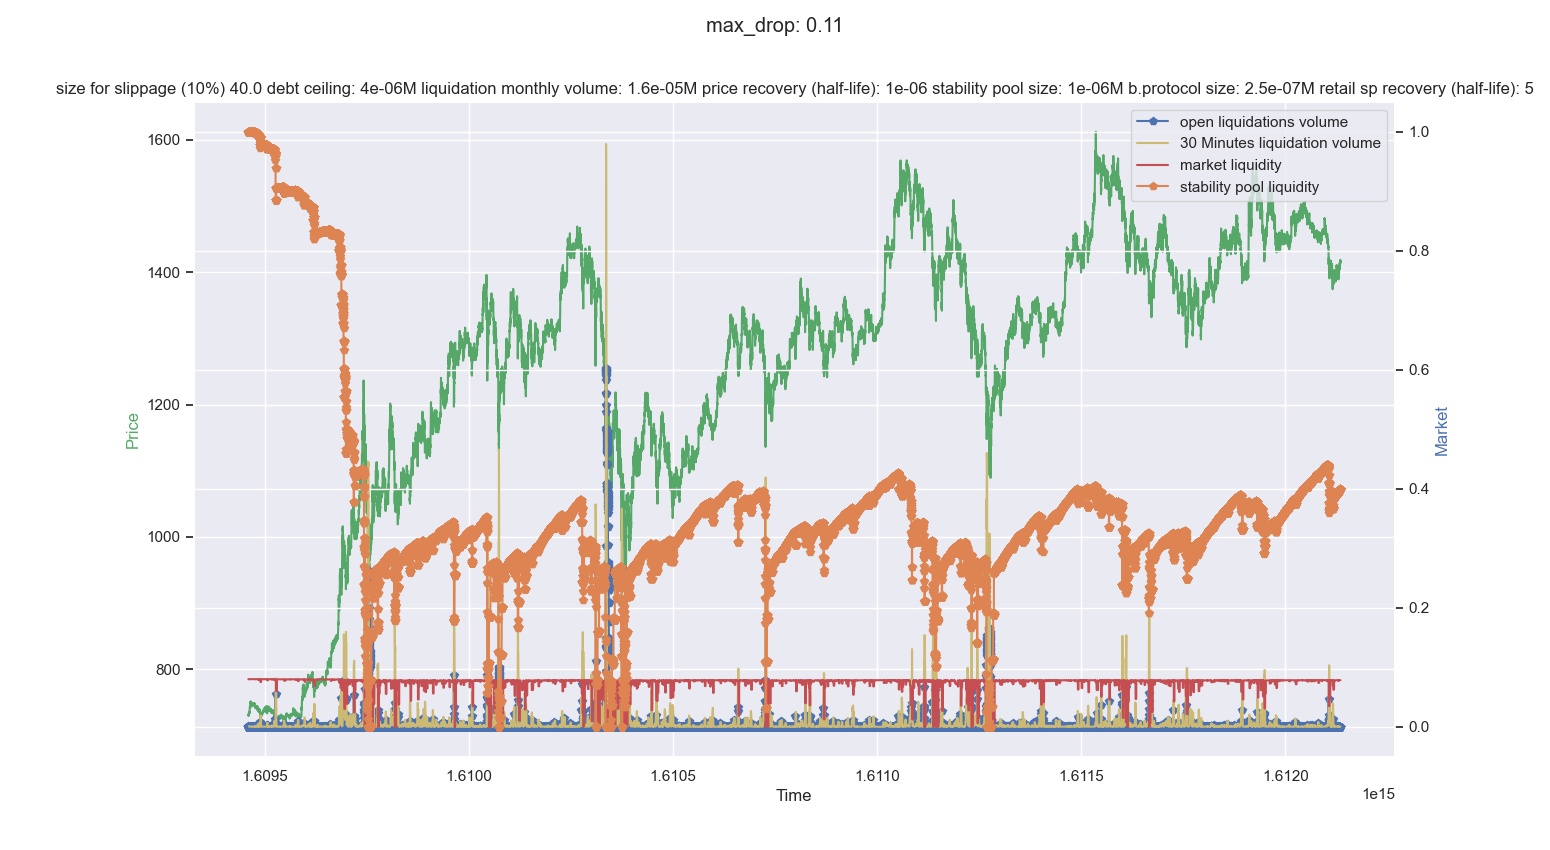 max_drop: 0.11
size for slippage (10%) 40.0 debt ceiling: 4e-06M liquidation monthly volume: 1.6e-05M price recovery (half-life): 1e-06 stability pool size: 1e-06M b.protocol size: 2.5e-07M retail sp recovery (half-life): 5
open liquidations volume
30 Minutes liquidation volume
market liquidity
stability pool liquidity
1600
1400
1200
1000
800
Price
1.0
0.8
0.6
0.4
0.2
0.0
Market
1.6095 1.6100 1.6105 1.6110 1.6115 1.6120
Time
1e15